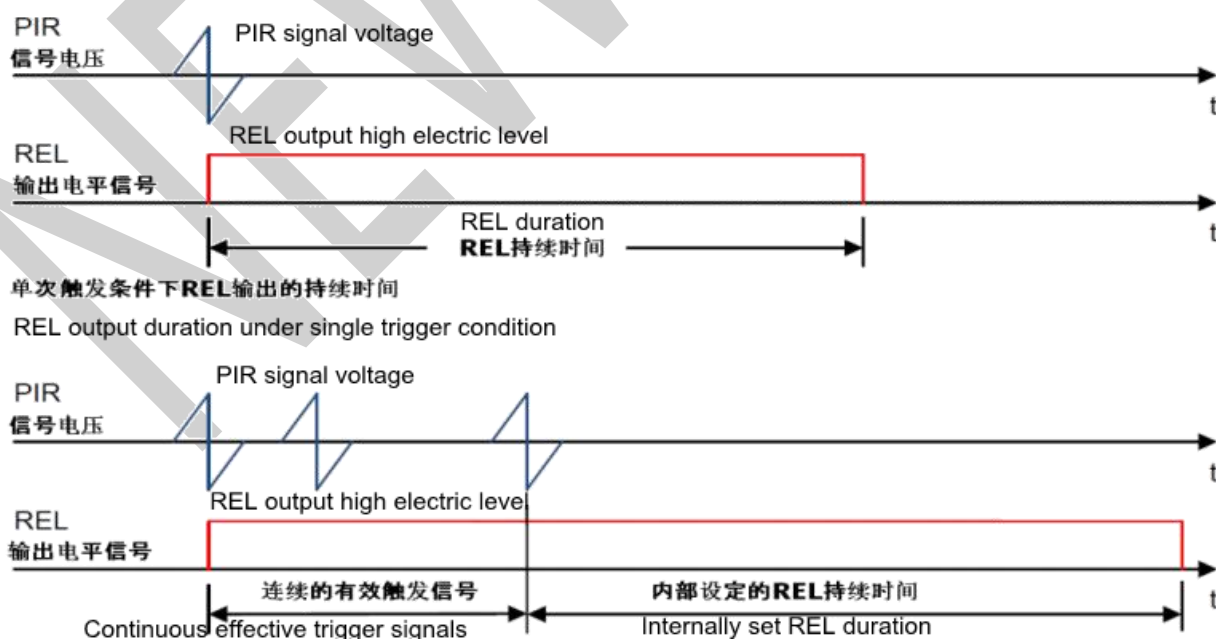 PIR
PIR signal voltage
信号电压
t
REL output high electric level
REL
输出电平信号
t
REL duration
REL持续时间
单次触发条件下REL输出的持续时间
REL output duration under single trigger condition
PIR signal voltage
PIR
信号电压
t
REL output high electric level
REL
输出电平信号
t
连续的有效触发信号
内部设定的REL持续时间
Continuous effective trigger signals
Internally set REL duration